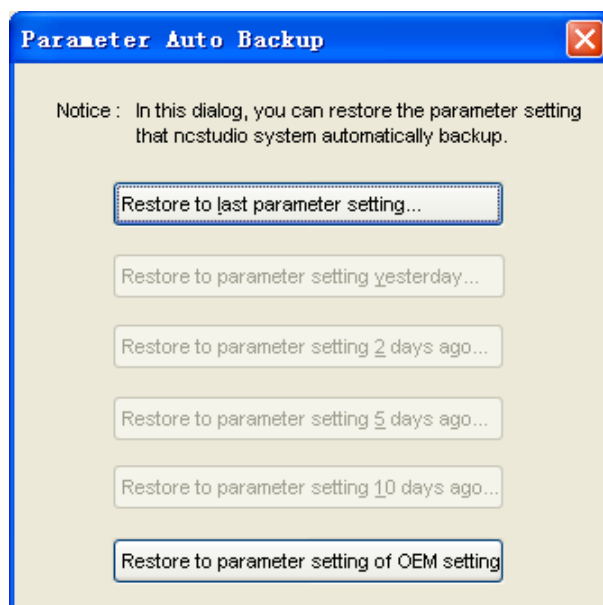 Parameter Auto Backup
Notice : In this dialog, you can restore the parameter setting
that ncstudio system automatically backup.
Restore to last parameter setting...
Restore to parameter setting yesterday...
Restore to parameter setting 2 days ago...
Restore to parameter setting 5 days ago...
Restore to parameter setting 10 days ago...
Restore to parameter setting of OEM setting